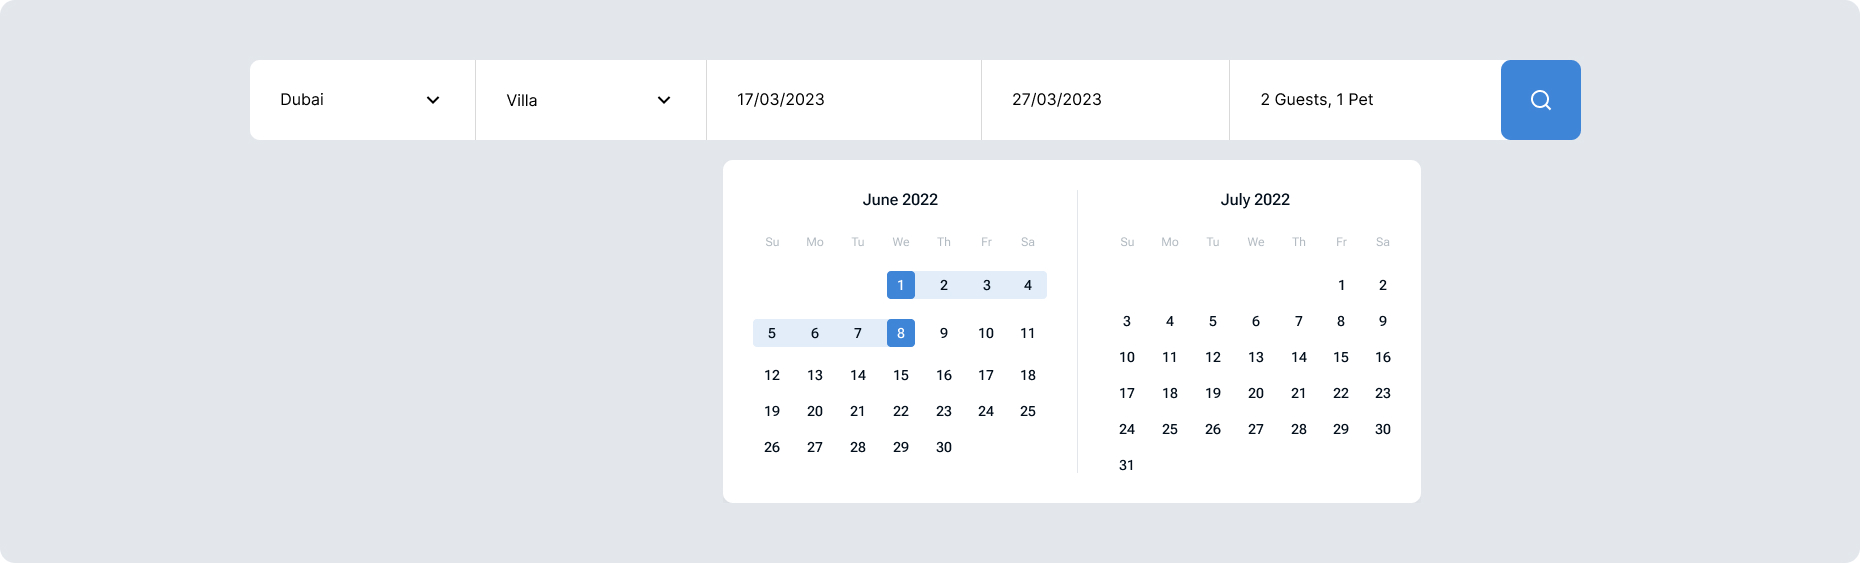 Dubai Villa 17/03/2023 27/03/2023 2 Guests, 1 Pet
June 2022
Su Mo Tu We Th Fr Sa
1 2 3 4
5 6 7 8 9 10 11
12 13 14 15 16 17 18
19 20 21 22 23 24 25
26 27 28 29 30
July 2022
Su Mo Tu We Th Fr Sa
1 2
3 4 5 6 7 8 9
10 11 12 13 14 15 16
17 18 19 20 21 22 23
24 25 26 27 28 29 30
31